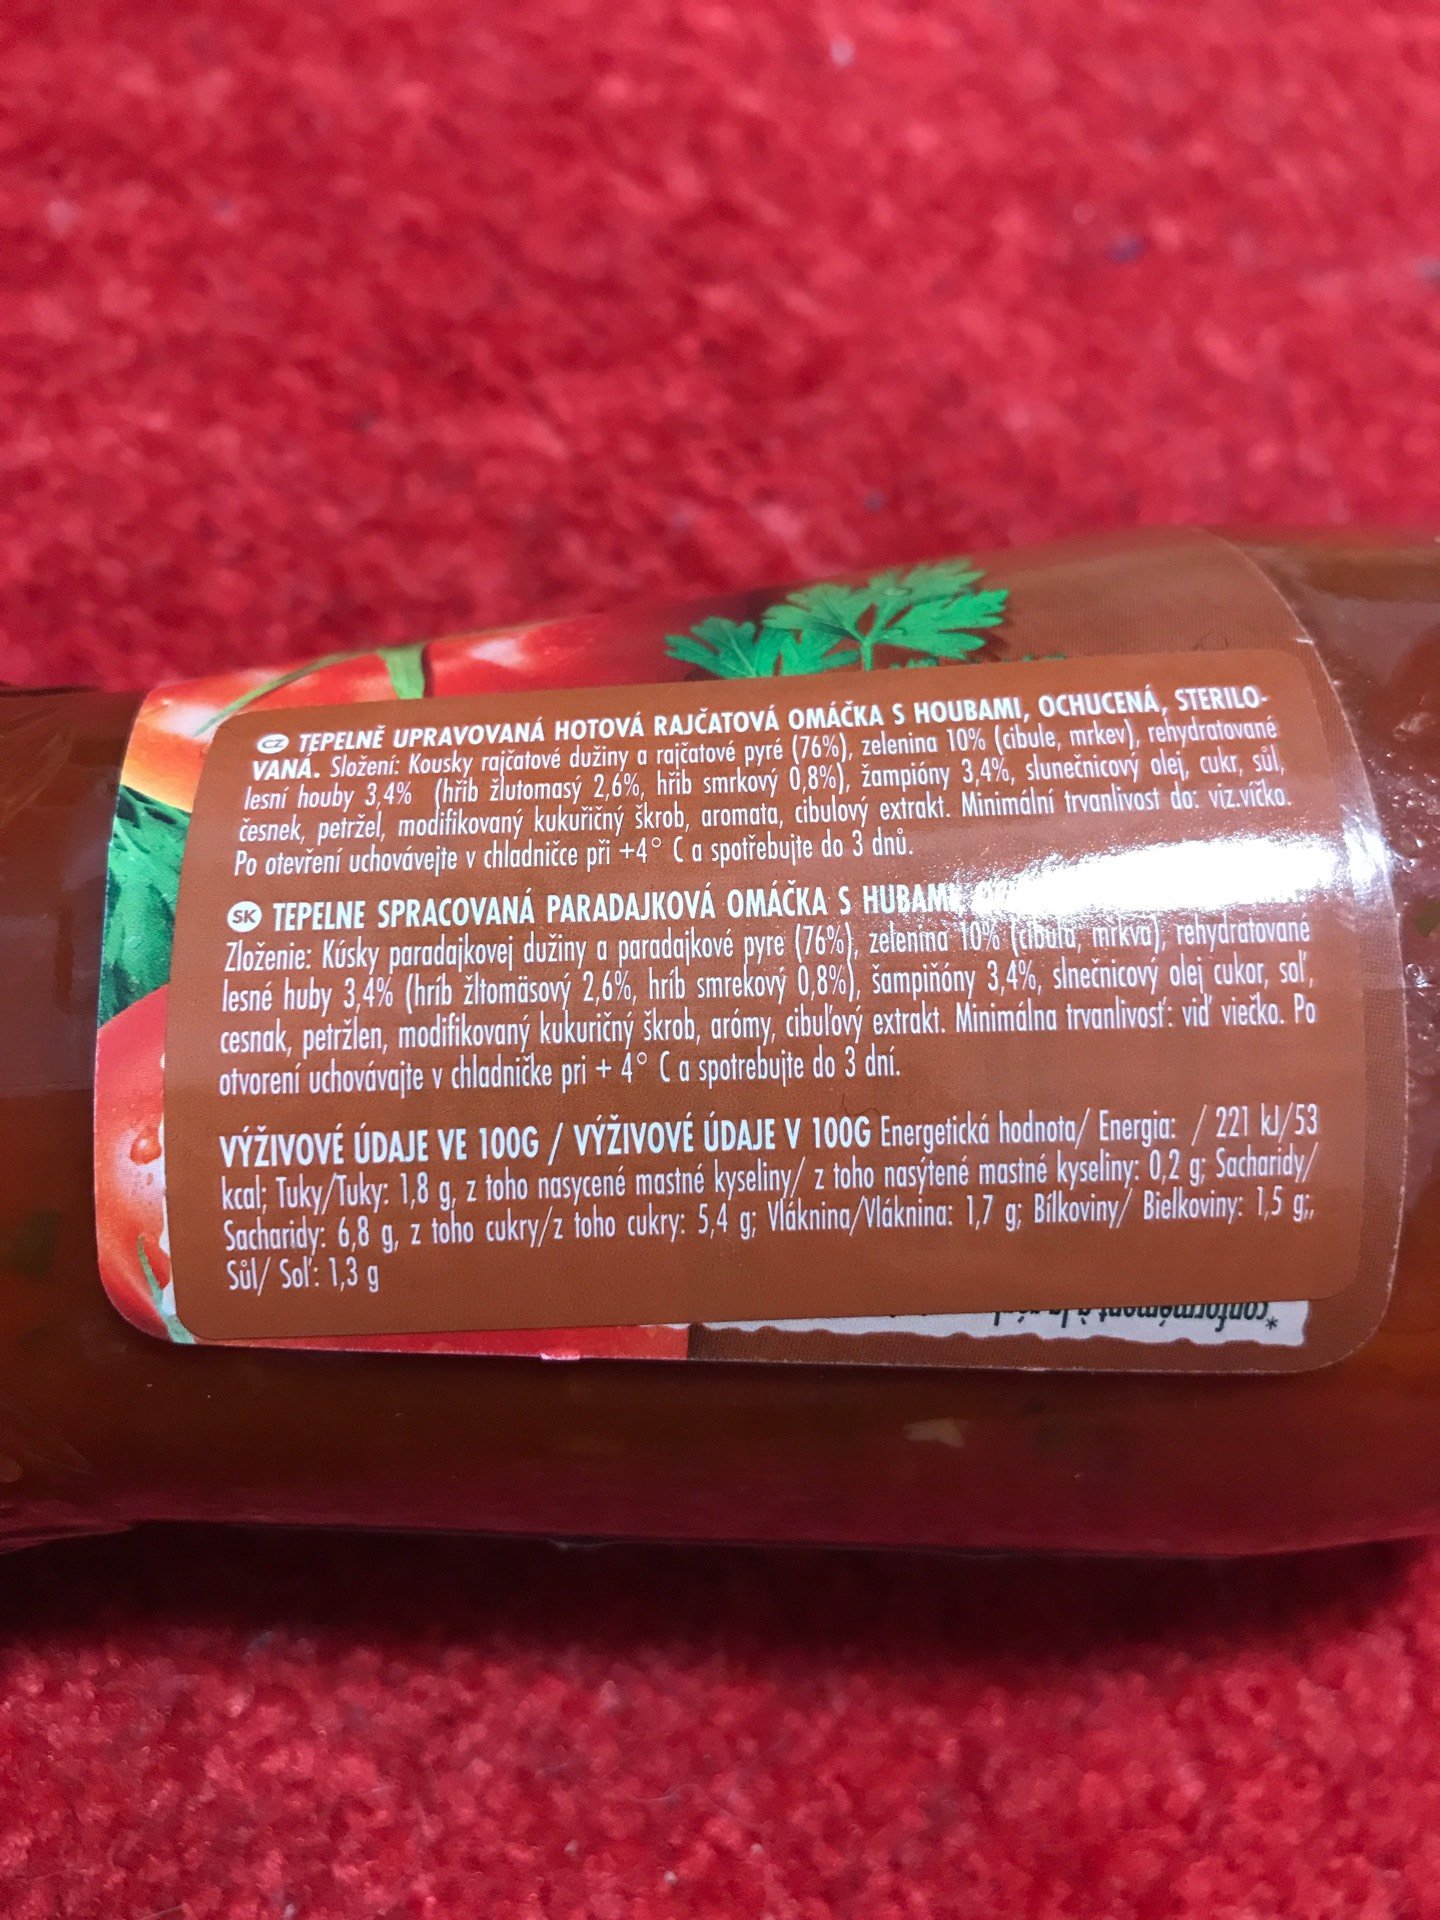 CZ TEPELNĚ UPRAVOVANÁ HOTOVÁ RAJČATOVÁ OMÁČKA S HOUBAMI, OCHUCENÁ, STERILO-
VANÁ. Složení: Kousky rajčatové dužiny a rajčatové pyré (76%), zelenina 10% (cibule, mrkev), rehydratované
lesní houby 3,4% (hřib žlutomasý 2,6%, hřib smrkový 0,8%), žampióny 3,4%, slunečnicový olej, cukr, sůl,
česnek, petržel, modifikovaný kukuřičný škrob, aromata, cibulový extrakt. Minimální trvanlivost do: viz.víčko.
Po otevření uchovávejte v chladničce při +4° C a spotřebujte do 3 dnů.
SK TEPELNE SPRACOVANÁ PARADAJKOVÁ OMÁČKA S HUBAMI
Zloženie: Kúsky paradajkovej dužiny a paradajkové pyre (76%), zelenina 10% (cibuľa, mrkva), rehydratované
lesné huby 3,4% (hríb žltomäsový 2,6%, hríb smrekový 0,8%), šampiňóny 3,4%, slnečnicový olej cukor, soľ,
cesnak, petržlen, modifikovaný kukuričný škrob, arómy, cibuľový extrakt. Minimálna trvanlivosť: viď viečko. Po
otvorení uchovávajte v chladničke pri + 4° C a spotrebujte do 3 dní.
VÝŽIVOVÉ ÚDAJE VE 100G / VÝŽIVOVÉ ÚDAJE V 100G Energetická hodnota/ Energia: / 221 kJ/53
kcal; Tuky/Tuky: 1,8 g, z toho nasycené mastné kyseliny/ z toho nasýtené mastné kyseliny: 0,2 g; Sacharidy/
Sacharidy: 6,8 g, z toho cukry/z toho cukry: 5,4 g; Vláknina/Vláknina: 1,7 g; Bílkoviny/ Bielkoviny: 1,5 g,;
Sůl/ Soľ: 1,3 g
*conformément à la